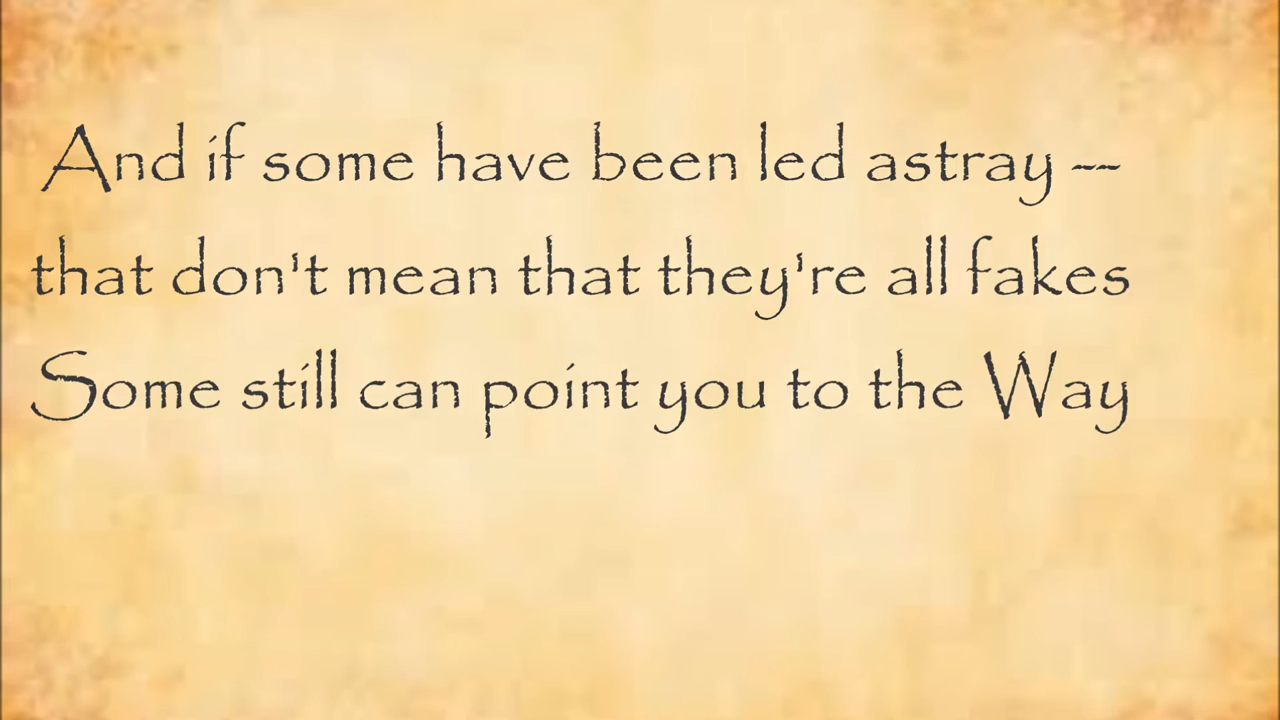 And if some have been led astray --
that don't mean that they're all fakes
Some still can point you to the Way